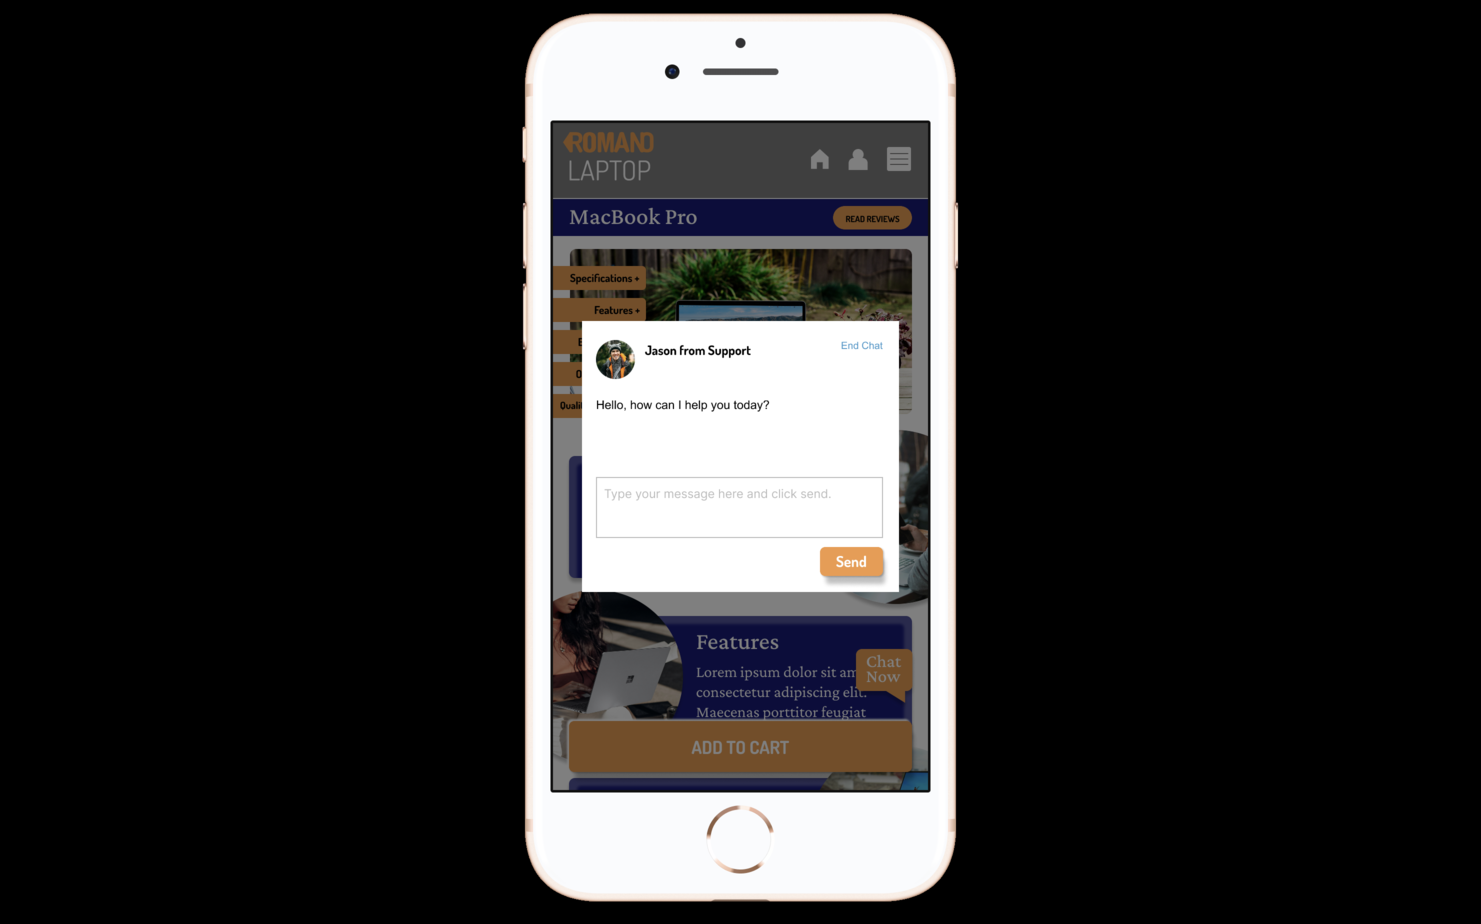 ROMAND
LAPTOP
MacBook Pro
READ REVIEWS
Specifications +
Features +
Jason from Support
End Chat
Hello, how can I help you today?
Type your message here and click send.
Send
Features
Lorem ipsum dolor sit
consectetur adipiscing elit.
Maecenas porttitor feugiat
Chat
Now
ADD TO CART